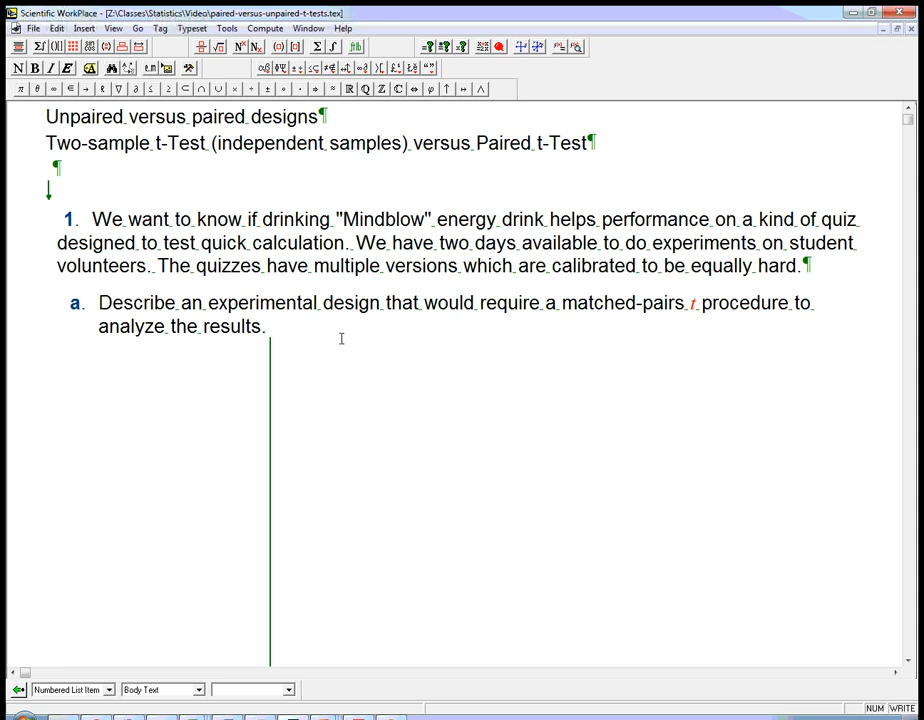 Scientific WorkPlace - [Z:\Classes\Statistics\Video\paired-versus-unpaired-t-tests.tex]
File Edit Insert View Go Tag Typeset Tools Compute Window Help
Unpaired versus paired designs¶
Two-sample t-Test (independent samples) versus Paired t-Test¶
¶
1. We want to know if drinking "Mindblow" energy drink helps performance on a kind of quiz
designed to test quick calculation. We have two days available to do experiments on student
volunteers. The quizzes have multiple versions which are calibrated to be equally hard.¶
a. Describe an experimental design that would require a matched-pairs t procedure to
analyze the results.
Numbered List Item Body Text
NUM WRITE